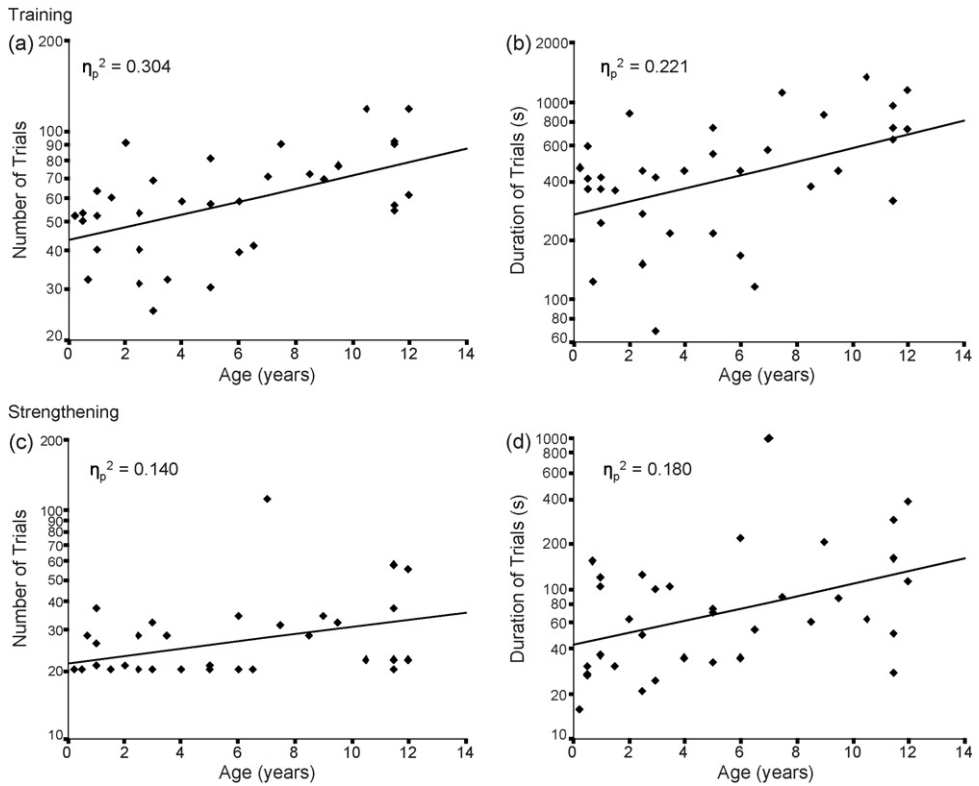 Training
(a)
η_p² = 0.304
Number of Trials
200
100
90
80
70
60
50
40
30
20
0 2 4 6 8 10 12 14
Age (years)
(b)
η_p² = 0.221
Duration of Trials (s)
2000
1000
800
600
400
200
100
80
60
0 2 4 6 8 10 12 14
Age (years)
Strengthening
(c)
η_p² = 0.140
Number of Trials
200
100
90
80
70
60
50
40
30
20
10
0 2 4 6 8 10 12 14
Age (years)
(d)
η_p² = 0.180
Duration of Trials (s)
1000
800
600
400
200
100
80
60
40
20
10
0 2 4 6 8 10 12 14
Age (years)